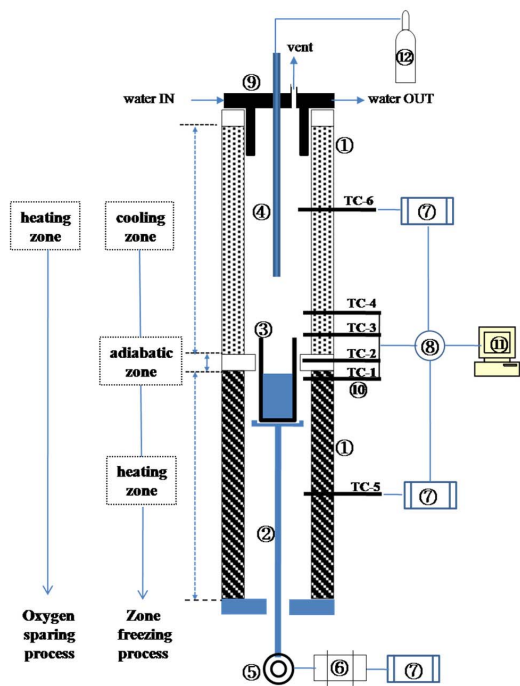 ⑫
vent
⑨
water IN
water OUT
①
TC-6
⑦
heating
zone
cooling
zone
④
TC-4
③
TC-3
⑧
⑪
adiabatic
zone
TC-2
TC-1
⑩
①
heating
zone
TC-5
⑦
②
Oxygen
sparing
process
Zone
freezing
process
⑤
⑥
⑦